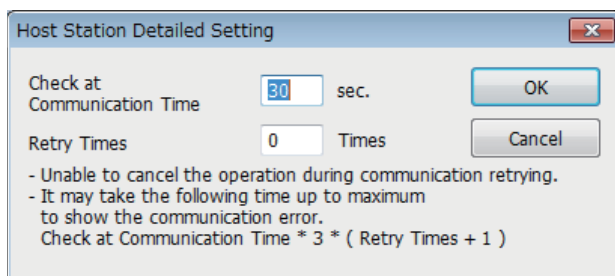 Host Station Detailed Setting
Check at
Communication Time
30
sec.
OK
Retry Times
0
Times
Cancel
- Unable to cancel the operation during communication retrying.
- It may take the following time up to maximum
to show the communication error.
Check at Communication Time * 3 * ( Retry Times + 1 )